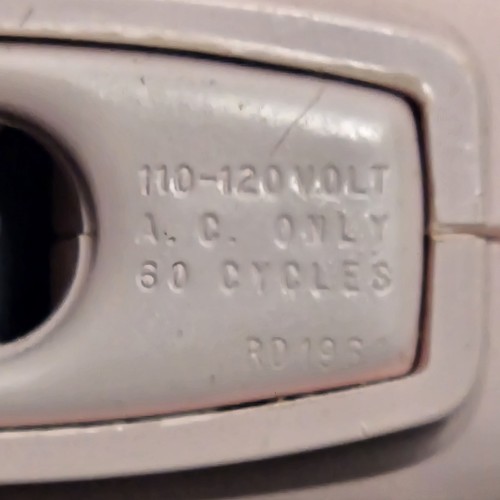 110-120 VOLT
A. C. ONLY
60 CYCLES